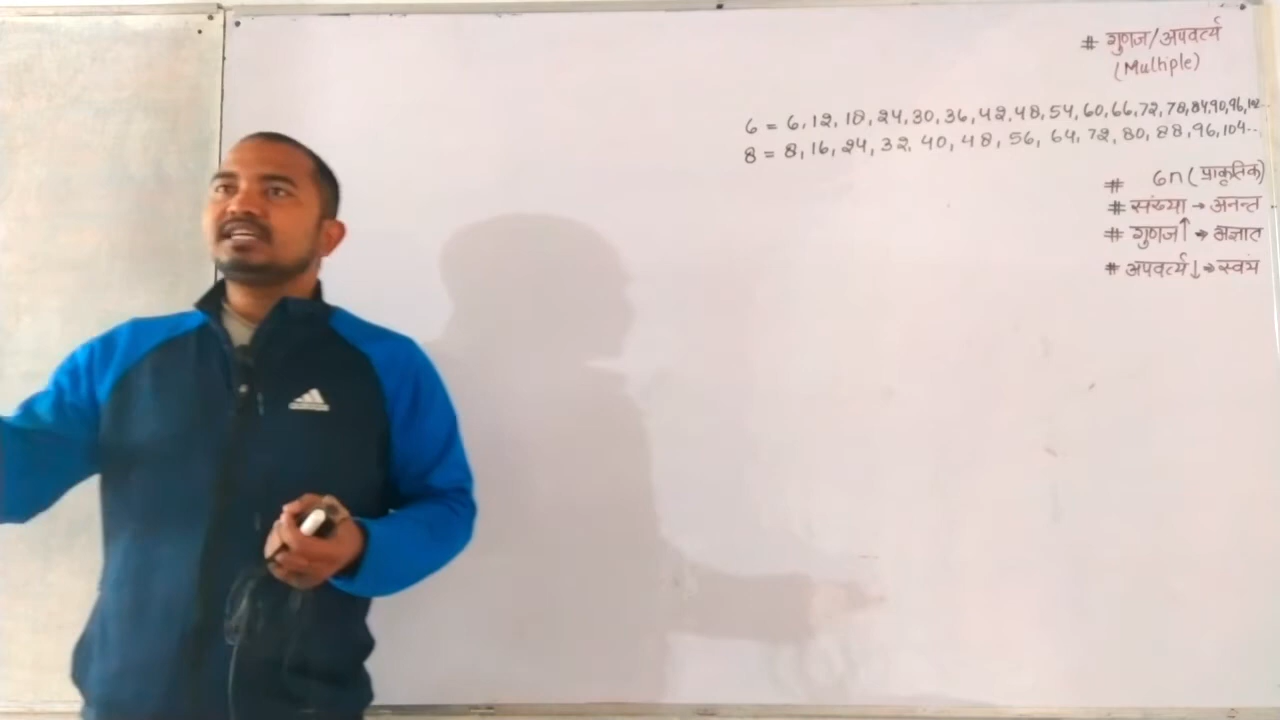 # गुणज/अपवर्त्य
(Multiple)
6 = 6, 12, 18, 24, 30, 36, 42, 48, 54, 60, 66, 72, 78, 84, 90, 96, 102..
8 = 8, 16, 24, 32, 40, 48, 56, 64, 72, 80, 88, 96, 104...
# 6n (प्राकृतिक)
# संख्या → अनन्त
# गुणज↑ → अज्ञात
# अपवर्त्य↓ → स्वयं